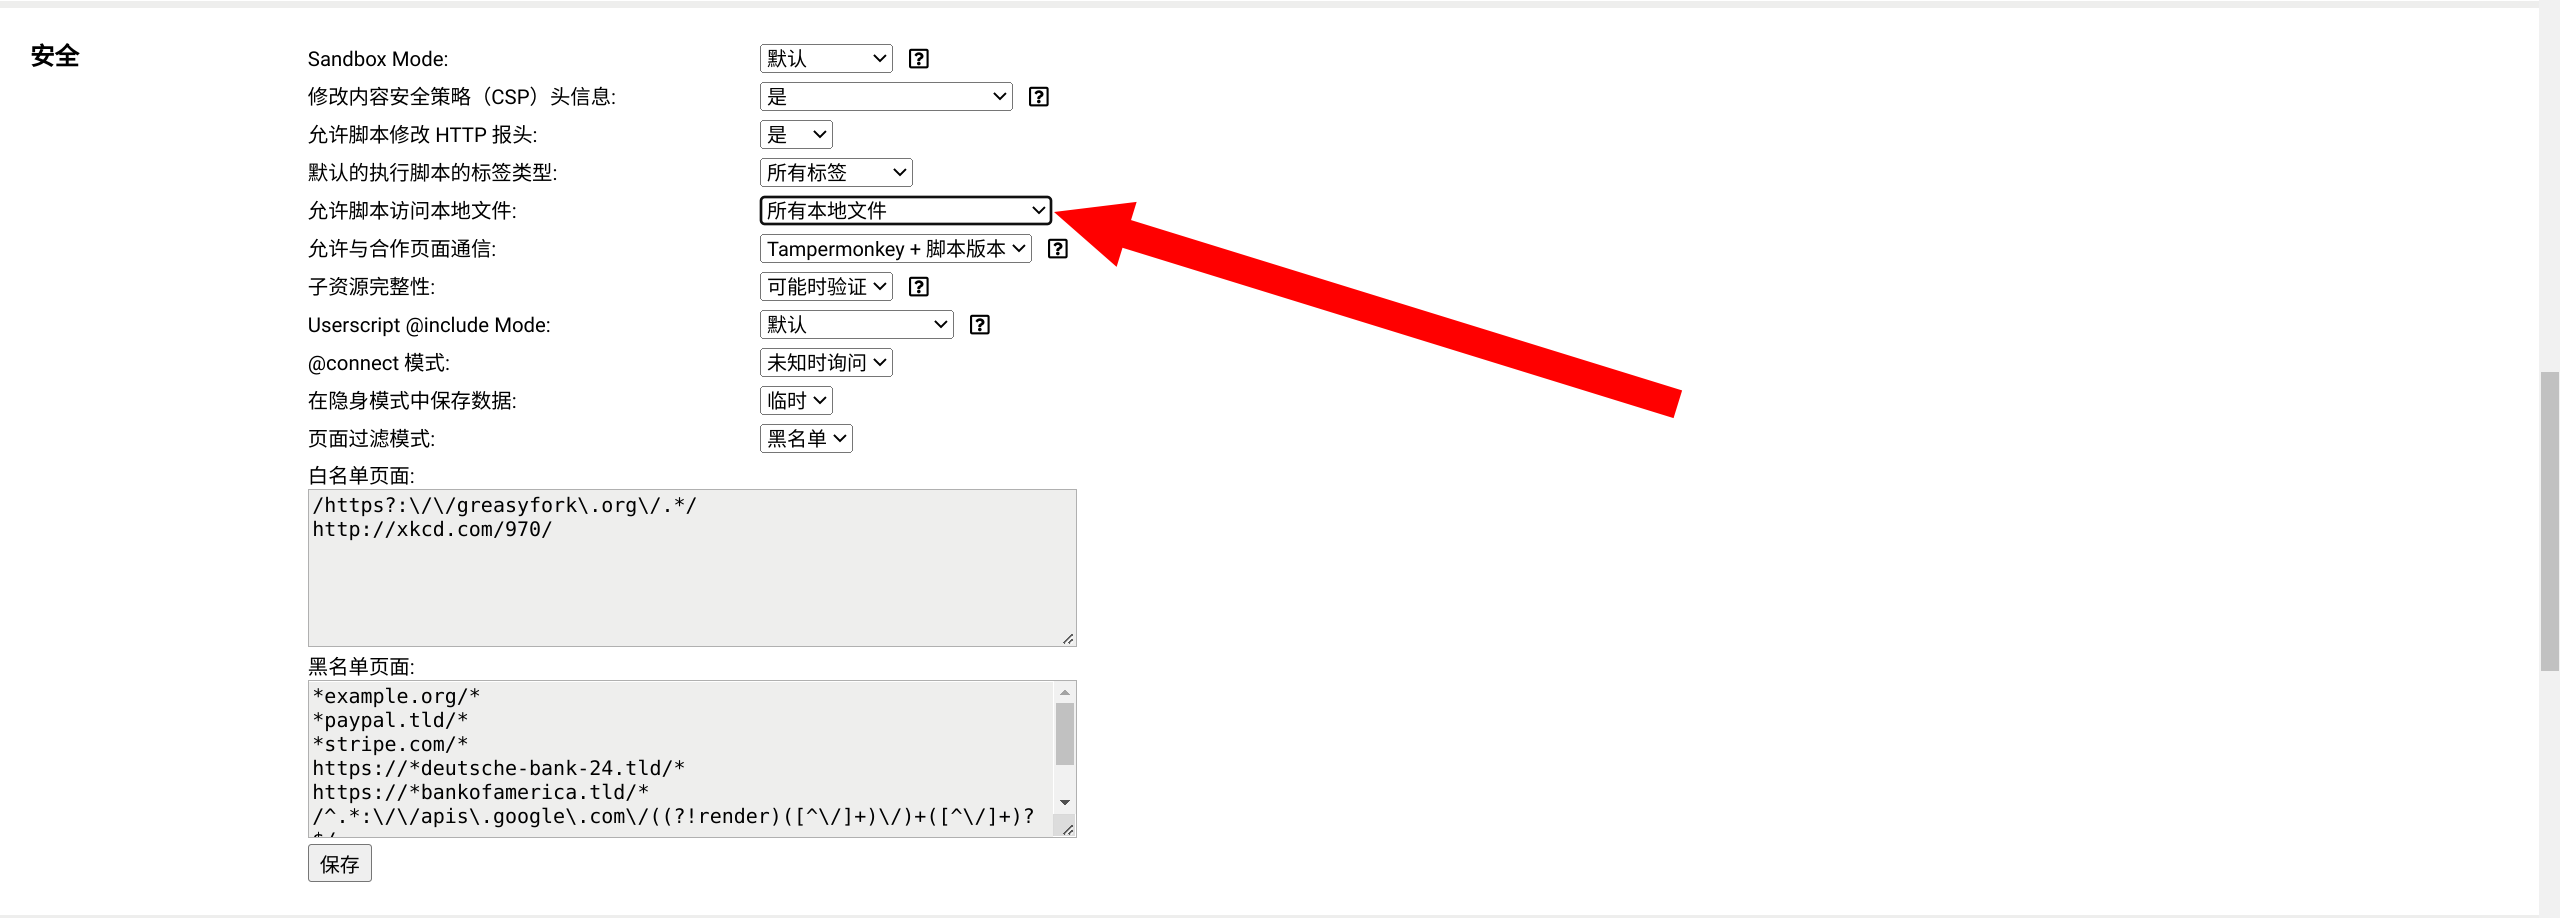 安全
Sandbox Mode: 默认
修改内容安全策略（CSP）头信息: 是
允许脚本修改 HTTP 报头: 是
默认的执行脚本的标签类型: 所有标签
允许脚本访问本地文件: 所有本地文件
允许与合作页面通信: Tampermonkey + 脚本版本
子资源完整性: 可能时验证
Userscript @include Mode: 默认
@connect 模式: 未知时询问
在隐身模式中保存数据: 临时
页面过滤模式: 黑名单
白名单页面:
/https?:\/\/greasyfork\.org\/.*/
http://xkcd.com/970/
黑名单页面:
*example.org/*
*paypal.tld/*
*stripe.com/*
https://*deutsche-bank-24.tld/*
https://*bankofamerica.tld/*
/^.*:\/\/apis\.google\.com\/((?!render)([^\/]+)\/)+([^\/]+)?
保存